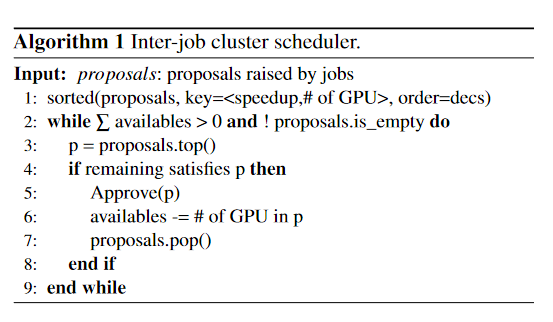 Algorithm 1 Inter-job cluster scheduler.
Input: proposals: proposals raised by jobs
1: sorted(proposals, key=<speedup,# of GPU>, order=decs)
2: while ∑ availables > 0 and ! proposals.is_empty do
3: p = proposals.top()
4: if remaining satisfies p then
5: Approve(p)
6: availables -= # of GPU in p
7: proposals.pop()
8: end if
9: end while